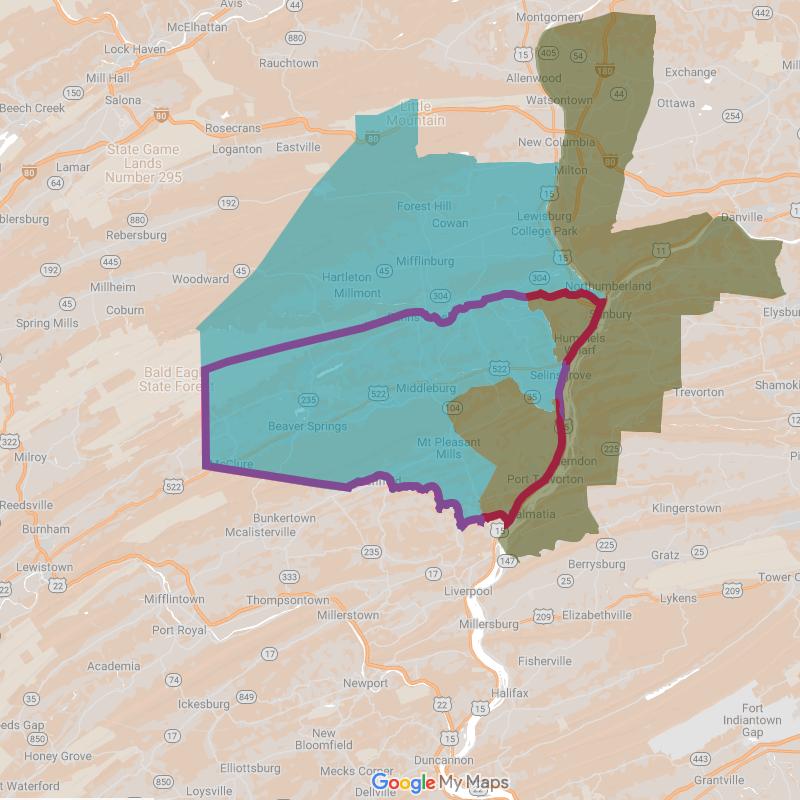 Avis
Montgomery
McElhattan
44
442
880
Lock Haven
Rauchtown
15
405
54
Mill Hall
Allenwood
180
Exchange
150
Salona
Watsontown
44
Beech Creek
Little
Mountain
Ottawa
80
254
Rosecrans
80
Loganton
Eastville
New Columbia
State Game
Lands
Number 295
Lamar
80
Milton
80
64
192
15
Forest Hill
Lewisburg
880
Cowan
College Park
Danville
Rebersburg
11
445
Mifflinburg
15
192
Woodward
45
Hartleton
45
304
Millheim
Millmont
304
Northumberland
45
Coburn
Sunbury
Spring Mills
Hummels
Wharf
Bald Eagle
State Forest
522
Selinsgrove
Middleburg
522
235
Trevorton
104
35
Shamokin
Beaver Springs
322
Mt Pleasant
Mills
225
Milroy
McClure
Herndon
522
Port Trevorton
Reedsville
Dalmatia
Klingerstown
Bunkertown
15
Burnham
Mcalisterville
225
235
Gratz
25
147
Berrysburg
Lewistown
333
17
25
22
Liverpool
Lykens
209
Mifflintown
Thompsontown
209
Elizabethville
Millerstown
Millersburg
Port Royal
17
Fisherville
Academia
74
Newport
Halifax
35
849
22
15
Fort
Indiantown
Gap
Ickesburg
17
New
Bloomfield
15
850
Honey Grove
443
Duncannon
Elliottsburg
Mecks Corner
850
Grantville
Loysville
Dellville
Google My Maps